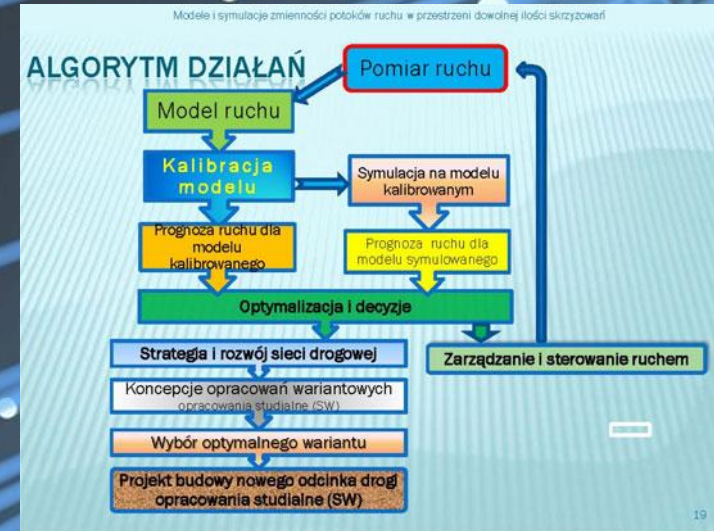 Modele i symulacje zmienności potoków ruchu w przestrzeni dowolnej ilości skrzyżowań
ALGORYTM DZIAŁAŃ
Pomiar ruchu
Model ruchu
Kalibracja
modelu
Symulacja na modelu
kalibrowanym
Prognoza ruchu dla
modelu
kalibrowanego
Prognoza ruchu dla
modelu symulowanego
Optymalizacja i decyzje
Strategia i rozwój sieci drogowej
Zarządzanie i sterowanie ruchem
Koncepcje opracowań wariantowych
opracowania studialne (SW)
Wybór optymalnego wariantu
Projekt budowy nowego odcinka drogi
opracowania studialne (SW)
19